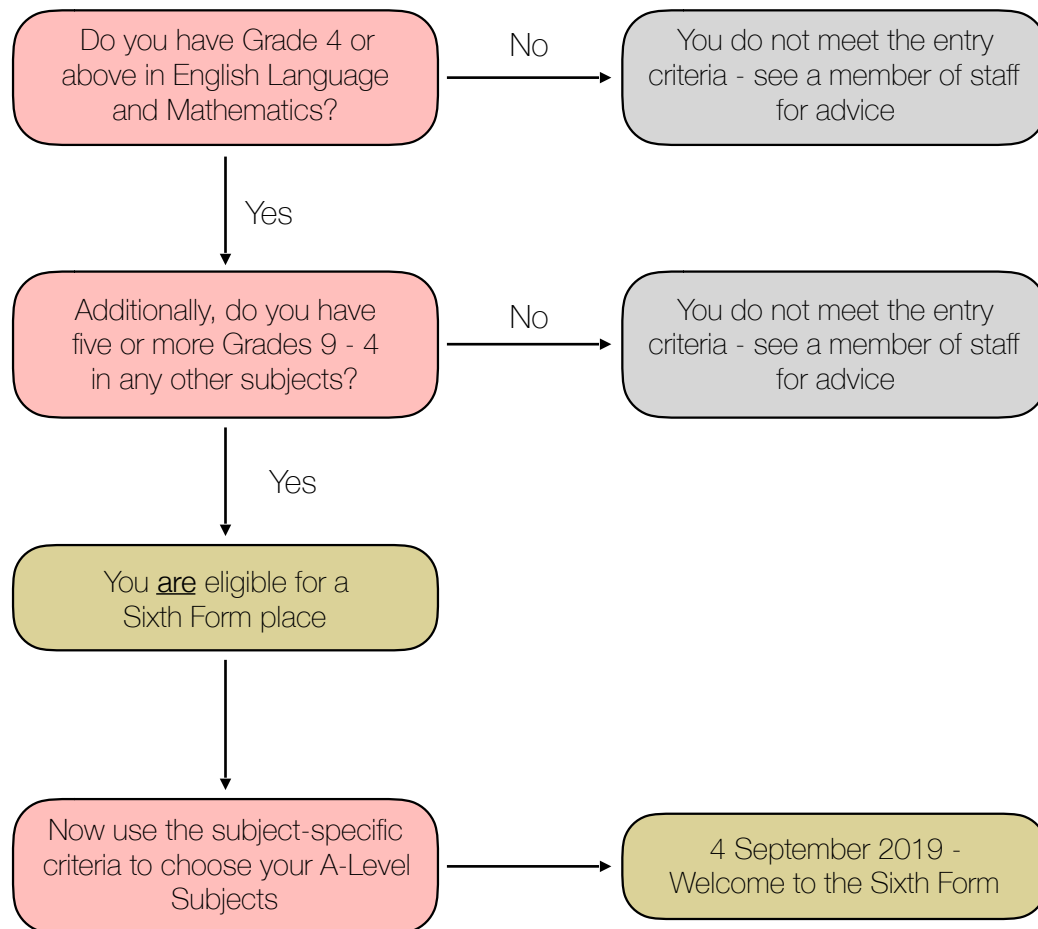 Do you have Grade 4 or
above in English Language
and Mathematics?
No
You do not meet the entry
criteria - see a member of staff
for advice
Yes
Additionally, do you have
five or more Grades 9 - 4
in any other subjects?
No
You do not meet the entry
criteria - see a member of staff
for advice
Yes
You are eligible for a
Sixth Form place
Now use the subject-specific
criteria to choose your A-Level
Subjects
4 September 2019 -
Welcome to the Sixth Form